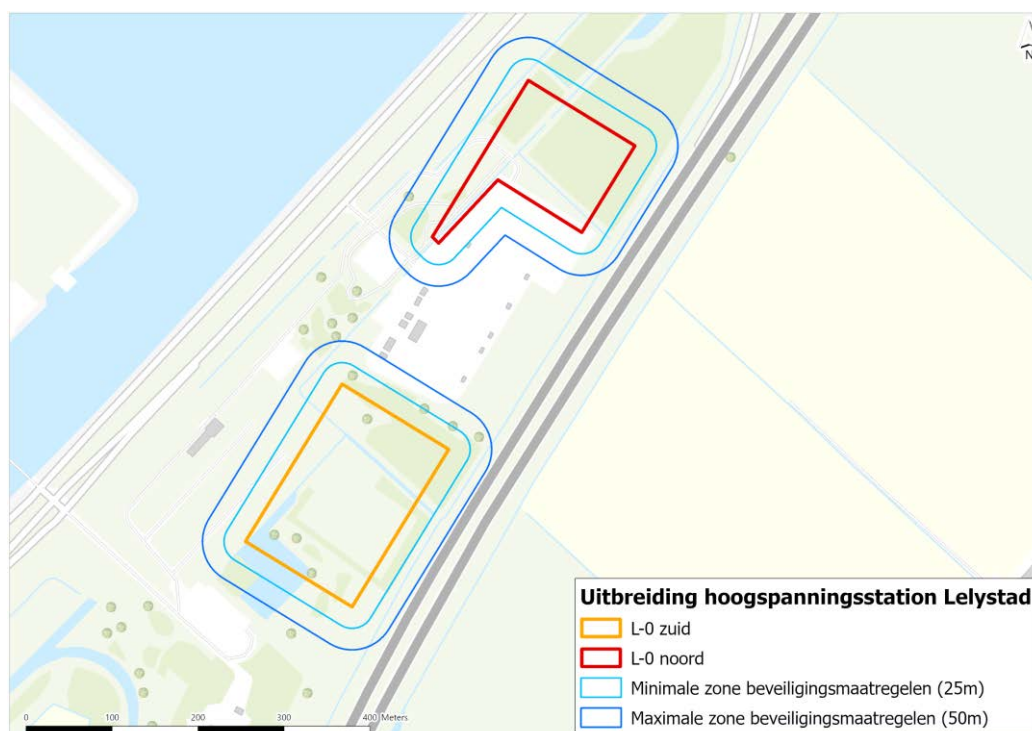 N
Uitbreiding hoogspanningsstation Lelystad
L-0 zuid
L-0 noord
Minimale zone beveiligingsmaatregelen (25m)
Maximale zone beveiligingsmaatregelen (50m)
0 100 200 300 400 Meters